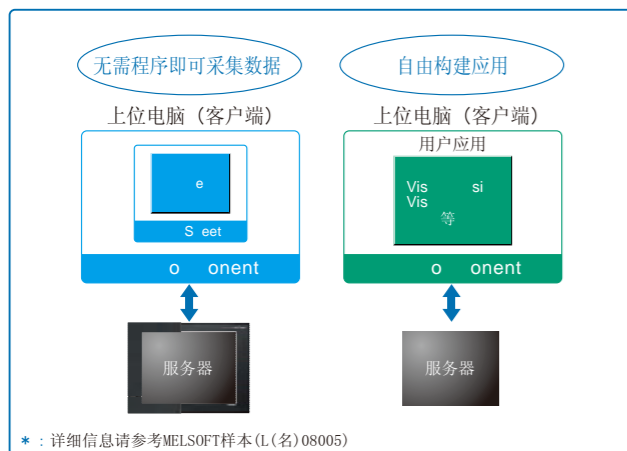 无需程序即可采集数据
自由构建应用
上位电脑（客户端）
上位电脑（客户端）
用户应用
e
S eet
o onent
Vis si
Vis
等
o onent
服务器
服务器
*：详细信息请参考MELSOFT样本(L(名)08005)